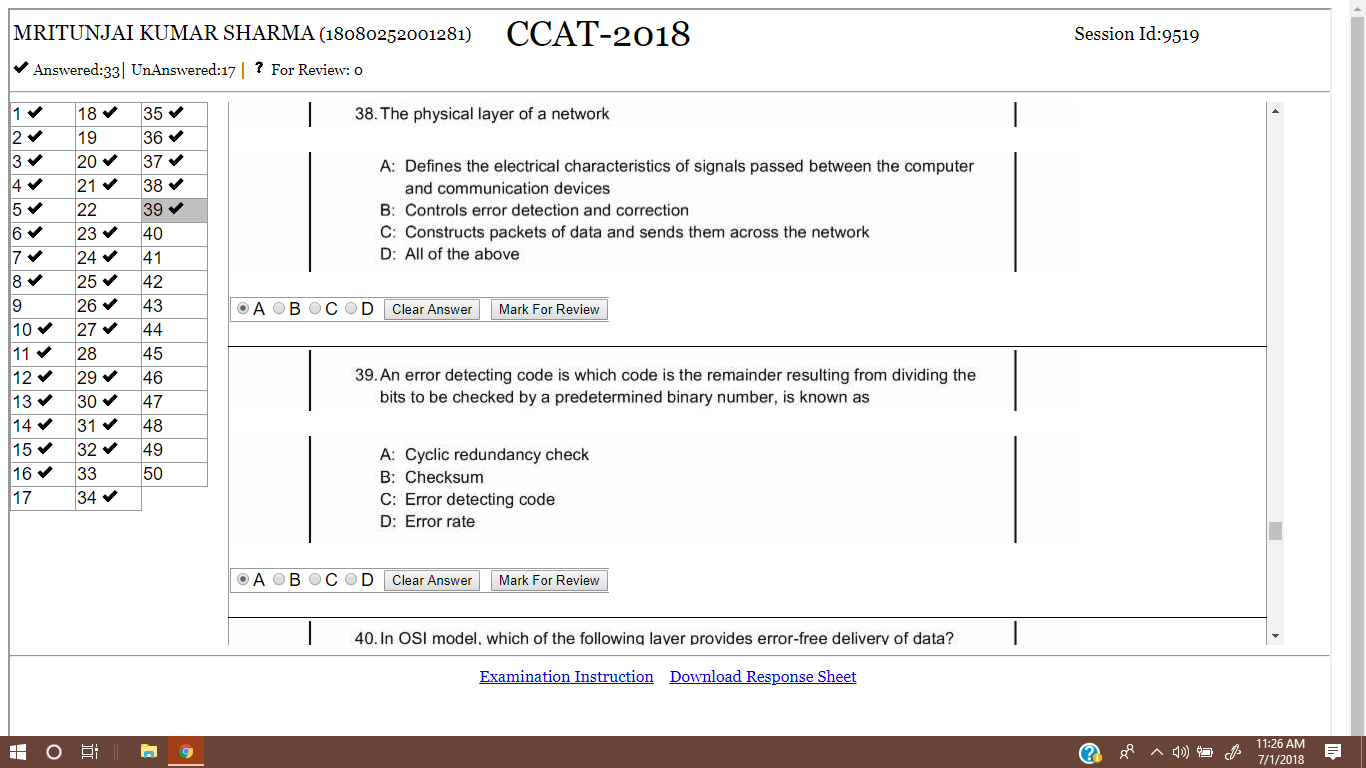 MRITUNJAI KUMAR SHARMA (18080252001281) CCAT-2018 Session Id:9519
Answered:33| UnAnswered:17 | ? For Review: 0
1 18 35
2 19 36
3 20 37
4 21 38
5 22 39
6 23 40
7 24 41
8 25 42
9 26 43
10 27 44
11 28 45
12 29 46
13 30 47
14 31 48
15 32 49
16 33 50
17 34
38. The physical layer of a network
A: Defines the electrical characteristics of signals passed between the computer
and communication devices
B: Controls error detection and correction
C: Constructs packets of data and sends them across the network
D: All of the above
A B C D Clear Answer Mark For Review
39. An error detecting code is which code is the remainder resulting from dividing the
bits to be checked by a predetermined binary number, is known as
A: Cyclic redundancy check
B: Checksum
C: Error detecting code
D: Error rate
A B C D Clear Answer Mark For Review
40. In OSI model, which of the following layer provides error-free delivery of data?
Examination Instruction Download Response Sheet
11:26 AM
7/1/2018